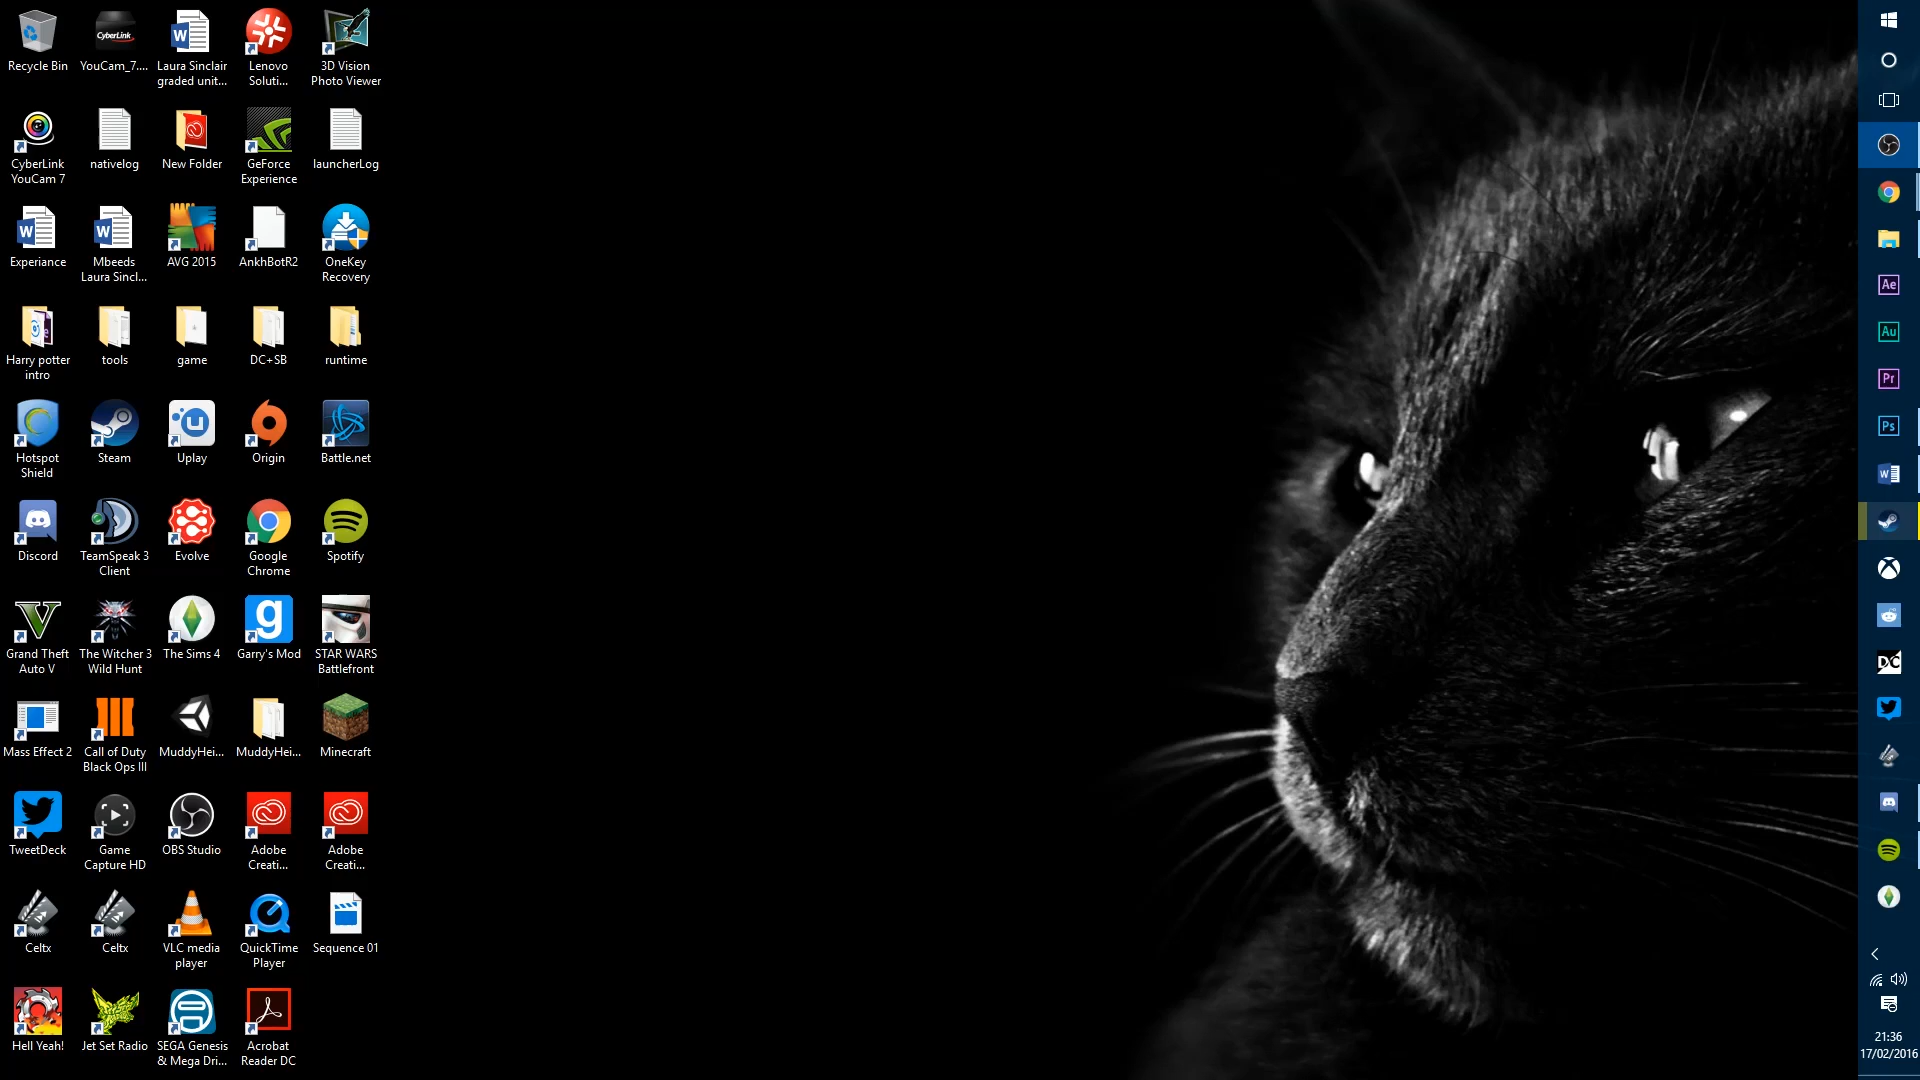 Recycle Bin
YouCam_7....
CyberLink
Laura Sinclair
graded unit...
Lenovo
Soluti...
3D Vision
Photo Viewer
CyberLink
YouCam 7
nativelog
New Folder
GeForce
Experience
launcherLog
Experiance
Mbeeds
Laura Sincl...
AVG 2015
AnkhBotR2
OneKey
Recovery
Harry potter
intro
tools
game
DC+SB
runtime
Hotspot
Shield
Steam
Uplay
Origin
Battle.net
Discord
TeamSpeak 3
Client
Evolve
Google
Chrome
Spotify
Grand Theft
Auto V
The Witcher 3
Wild Hunt
The Sims 4
Garry's Mod
STAR WARS
Battlefront
Mass Effect 2
Call of Duty
Black Ops III
MuddyHei...
MuddyHei...
Minecraft
TweetDeck
Game
Capture HD
OBS Studio
Adobe
Creati...
Adobe
Creati...
Celtx
Celtx
VLC media
player
QuickTime
Player
Sequence 01
Hell Yeah!
Jet Set Radio
SEGA Genesis
& Mega Dri...
Acrobat
Reader DC
Ae
Au
Pr
Ps
DC
21:36
17/02/2016